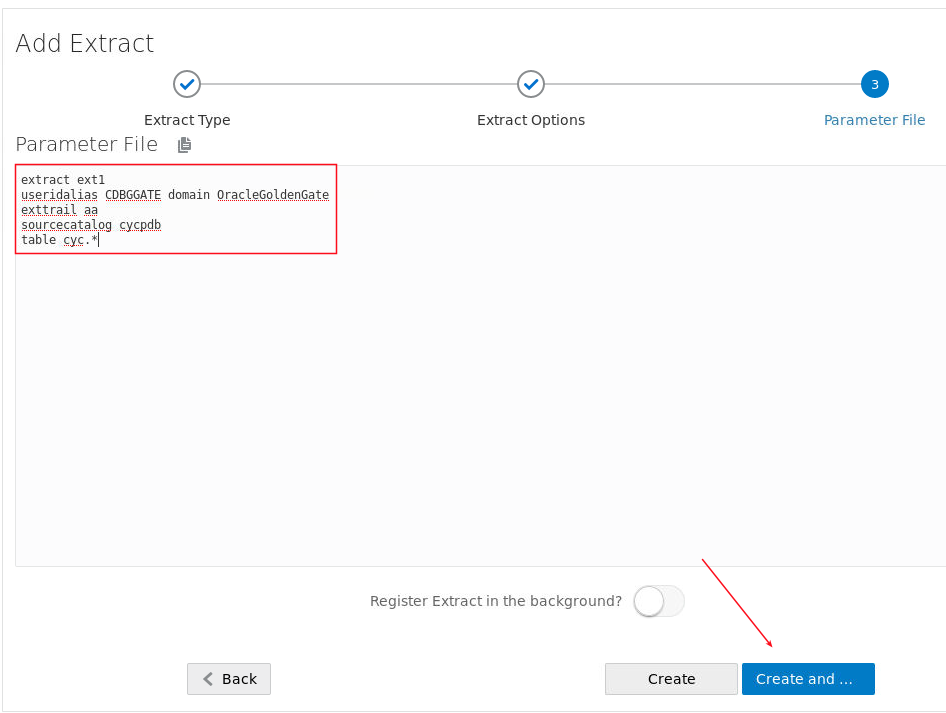 Add Extract
3
Extract Type
Extract Options
Parameter File
Parameter File
extract ext1
useridalias CDBGGATE domain OracleGoldenGate
exttrail aa
sourcecatalog cycpdb
table cyc.*
Register Extract in the background?
Back
Create
Create and ...